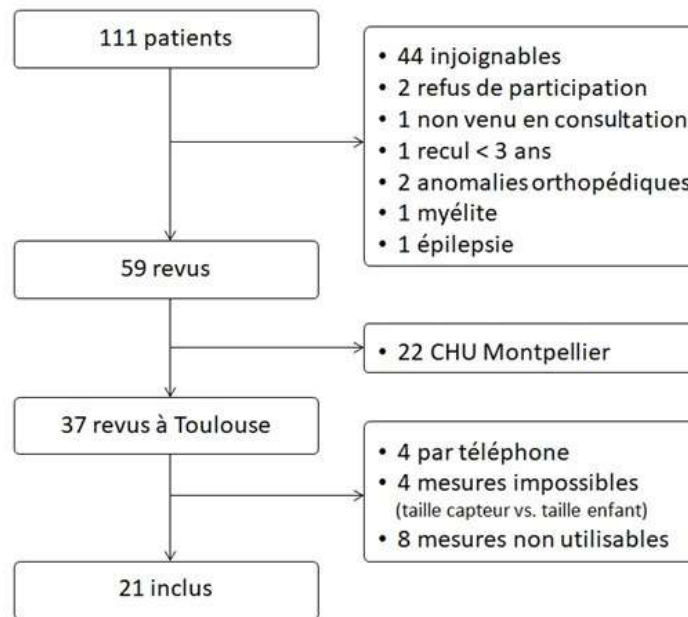 111 patients
• 44 injoignables
• 2 refus de participation
• 1 non venu en consultation
• 1 recul < 3 ans
• 2 anomalies orthopédiques
• 1 myélite
• 1 épilepsie
59 revus
• 22 CHU Montpellier
37 revus à Toulouse
• 4 par téléphone
• 4 mesures impossibles
(taille capteur vs. taille enfant)
• 8 mesures non utilisables
21 inclus